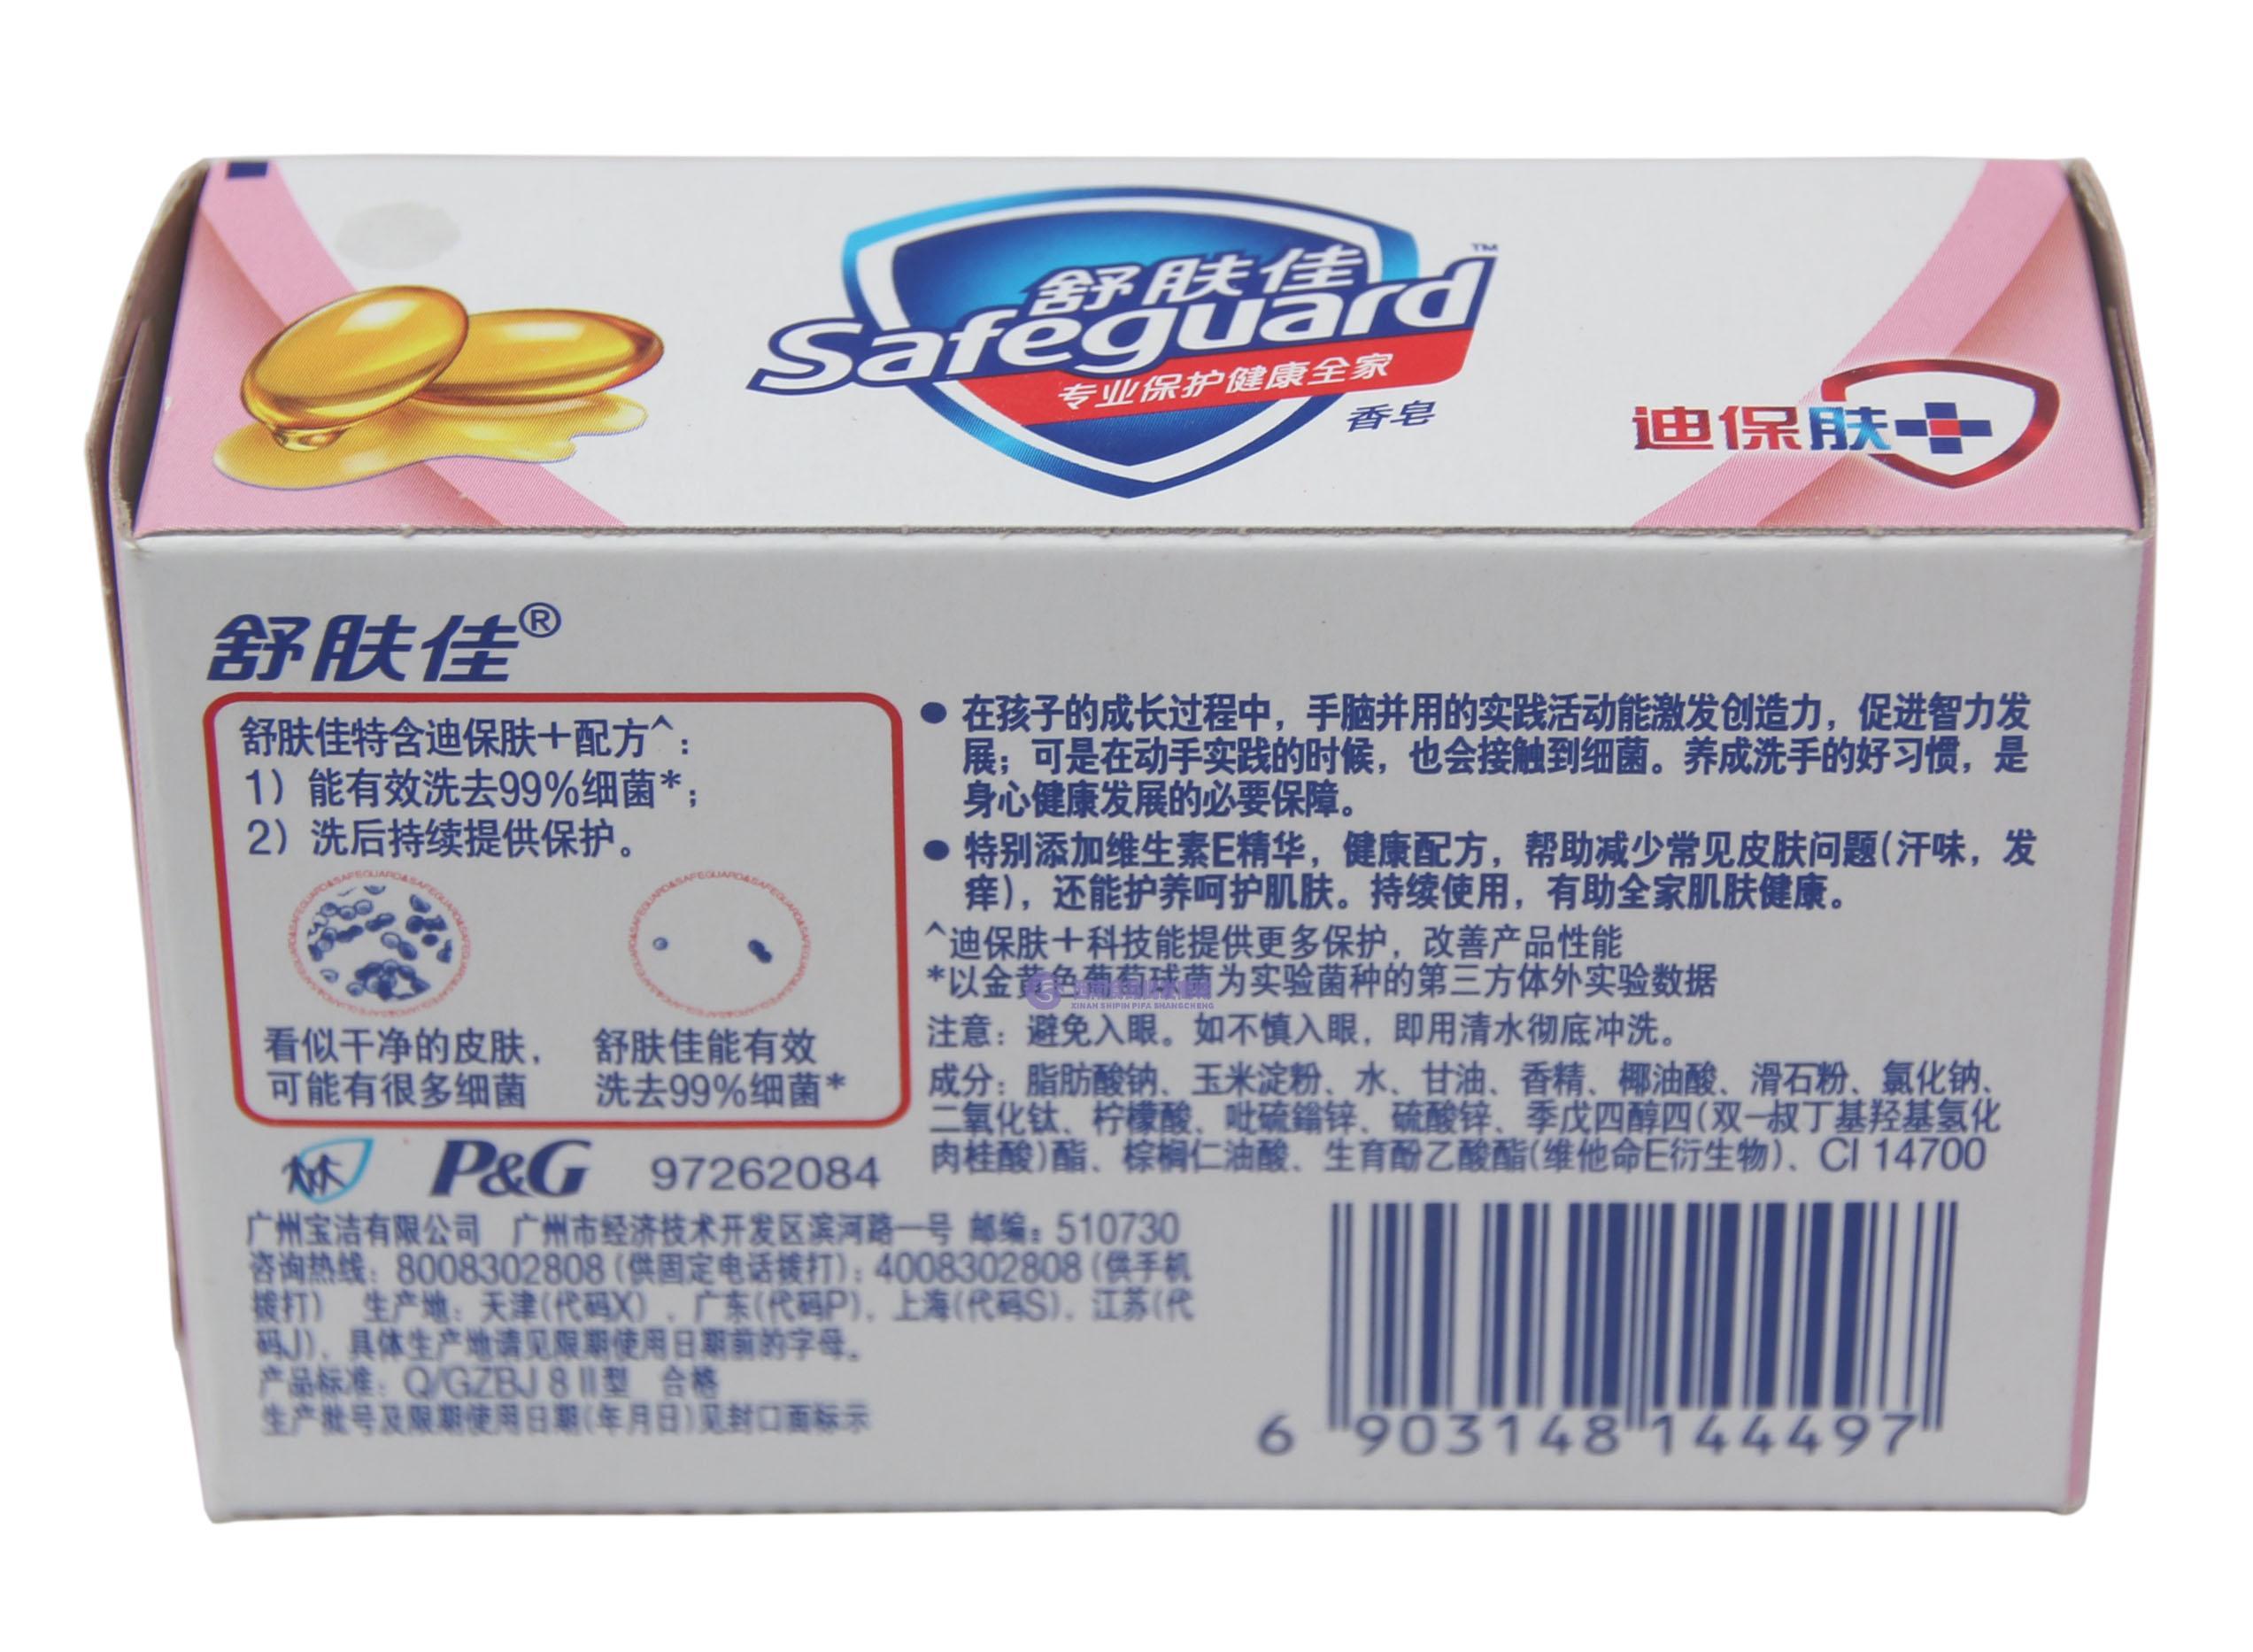 舒肤佳
Safeguard™
专业保护健康全家
香皂
迪保肤
舒肤佳®
舒肤佳特含迪保肤＋配方^：
1）能有效洗去99%细菌*；
2）洗后持续提供保护。
看似干净的皮肤，
可能有很多细菌
舒肤佳能有效
洗去99%细菌*
● 在孩子的成长过程中，手脑并用的实践活动能激发创造力，促进智力发
展；可是在动手实践的时候，也会接触到细菌。养成洗手的好习惯，是
身心健康发展的必要保障。
● 特别添加维生素E精华，健康配方，帮助减少常见皮肤问题(汗味，发
痒)，还能护养呵护肌肤。持续使用，有助全家肌肤健康。
^迪保肤＋科技能提供更多保护，改善产品性能
*以金黄色葡萄球菌为实验菌种的第三方体外实验数据
XINAN SHIPIN PIFA SHANGCHENG
注意：避免入眼。如不慎入眼，即用清水彻底冲洗。
成分：脂肪酸钠、玉米淀粉、水、甘油、香精、椰油酸、滑石粉、氯化钠、
二氧化钛、柠檬酸、吡硫鎓锌、硫酸锌、季戊四醇四(双一叔丁基羟基氢化
肉桂酸)酯、棕榈仁油酸、生育酚乙酸酯(维他命E衍生物)、CI 14700
P&G 97262084
广州宝洁有限公司 广州市经济技术开发区滨河路一号 邮编：510730
咨询热线：8008302808 (供固定电话拨打)；4008302808 (供手机
拨打) 生产地：天津(代码X)，广东(代码P)，上海(代码S)，江苏(代
码J)，具体生产地请见限期使用日期前的字母。
产品标准：Q/GZBJ 8 II型 合格
生产批号及限期使用日期(年月日)见封口面标示
6 903148 144497